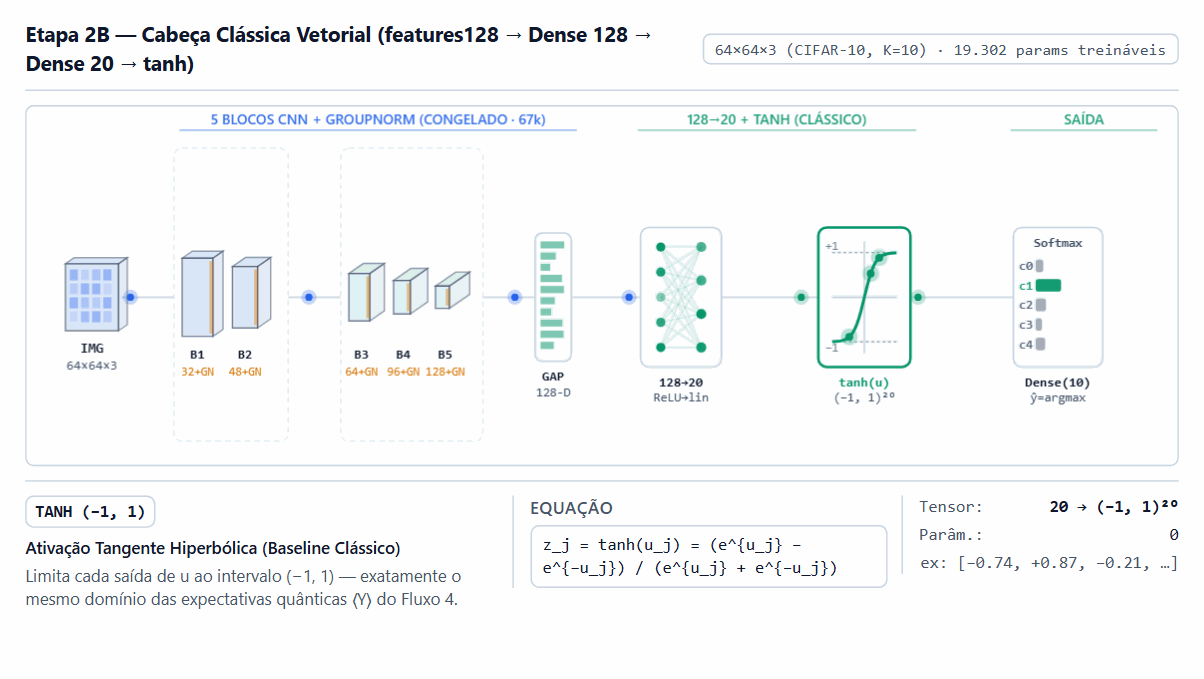 Etapa 2B — Cabeça Clássica Vetorial (features128 → Dense 128 →
Dense 20 → tanh)
64×64×3 (CIFAR-10, K=10) · 19.302 params treináveis
5 BLOCOS CNN + GROUPNORM (CONGELADO · 67k)
128→20 + TANH (CLÁSSICO)
SAÍDA
IMG
64×64×3
B1
32+GN
B2
48+GN
B3
64+GN
B4
96+GN
B5
128+GN
GAP
128-D
128→20
ReLU→lin
+1
−1
tanh(u)
(−1, 1)²⁰
Softmax
c0
c1
c2
c3
c4
Dense(10)
ŷ=argmax
TANH (−1, 1)
Ativação Tangente Hiperbólica (Baseline Clássico)
Limita cada saída de u ao intervalo (−1, 1) — exatamente o
mesmo domínio das expectativas quânticas ⟨Y⟩ do Fluxo 4.
EQUAÇÃO
z_j = tanh(u_j) = (e^{u_j} −
e^{−u_j}) / (e^{u_j} + e^{−u_j})
Tensor: 20 → (−1, 1)²⁰
Parâm.: 0
ex: [−0.74, +0.87, −0.21, …]